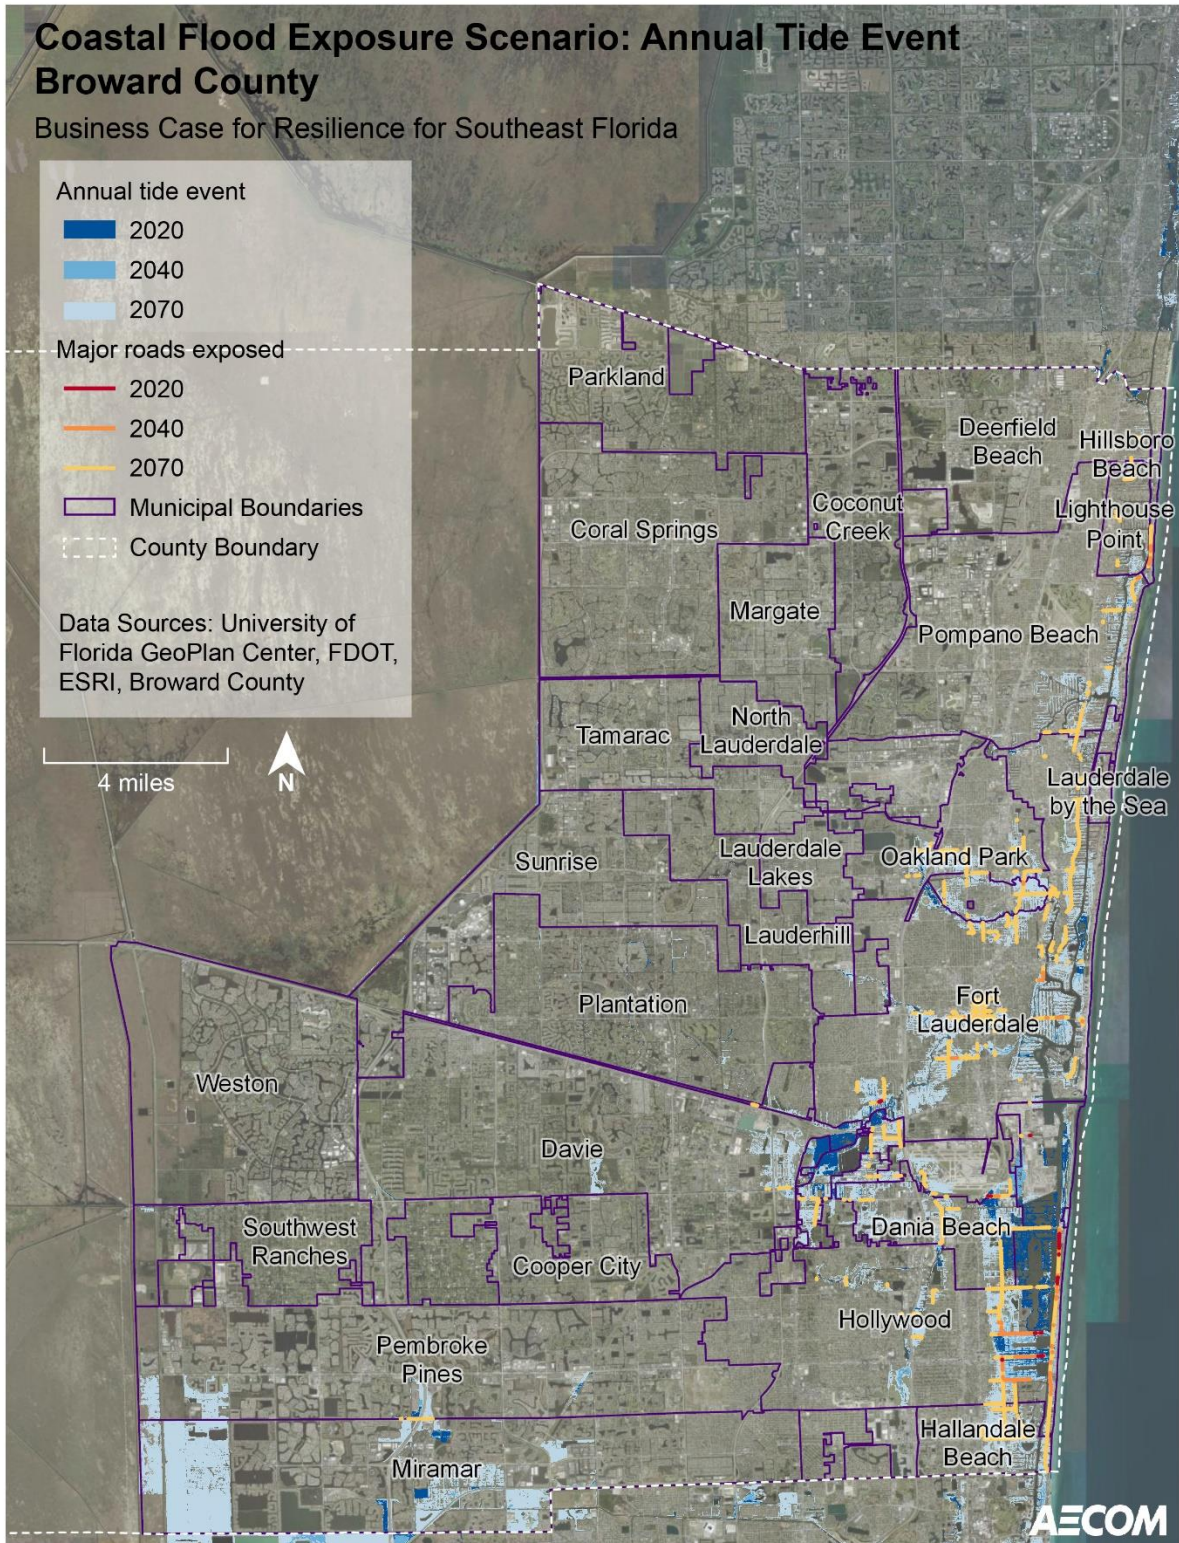 Coastal Flood Exposure Scenario: Annual Tide Event
Broward County
Business Case for Resilience for Southeast Florida
Annual tide event
2020
2040
2070
Major roads exposed
2020
2040
2070
Municipal Boundaries
County Boundary
Data Sources: University of
Florida GeoPlan Center, FDOT,
ESRI, Broward County
4 miles
N
Parkland
Deerfield
Beach
Hillsboro
Beach
Coral Springs
Coconut
Creek
Lighthouse
Point
Margate
Pompano Beach
Tamarac
North
Lauderdale
Lauderdale
by the Sea
Sunrise
Lauderdale
Lakes
Oakland Park
Lauderhill
Plantation
Fort
Lauderdale
Weston
Davie
Southwest
Ranches
Cooper City
Dania Beach
Pembroke
Pines
Hollywood
Miramar
Hallandale
Beach
AECOM